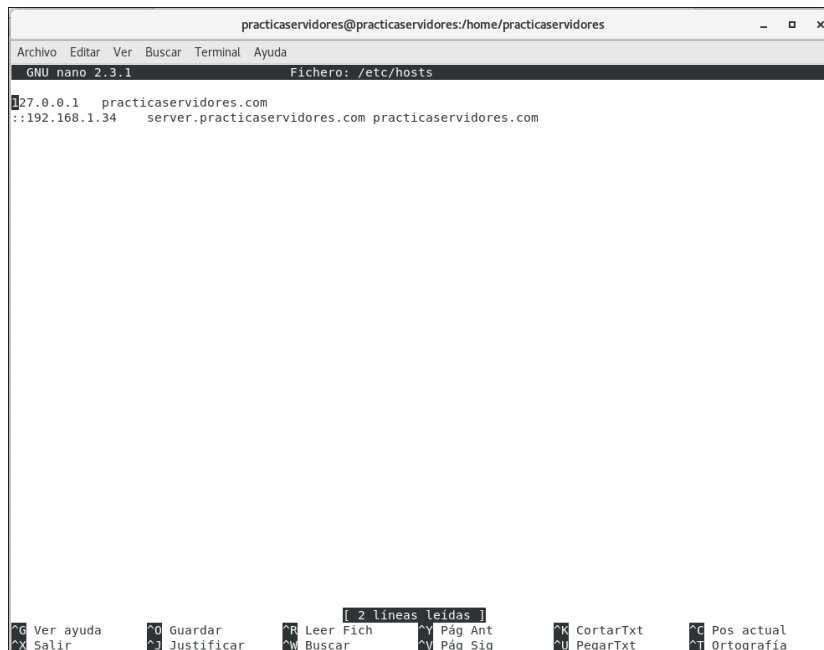 practicaservidores@practicaservidores:/home/practicaservidores
Archivo Editar Ver Buscar Terminal Ayuda
GNU nano 2.3.1 Fichero: /etc/hosts
127.0.0.1 practicaservidores.com
::192.168.1.34 server.practicaservidores.com practicaservidores.com
[ 2 líneas leídas ]
^G Ver ayuda ^O Guardar ^R Leer Fich ^Y Pág Ant ^K CortarTxt ^C Pos actual
^X Salir ^J Justificar ^W Buscar ^V Pág Sig ^U PegarTxt ^T Ortografía